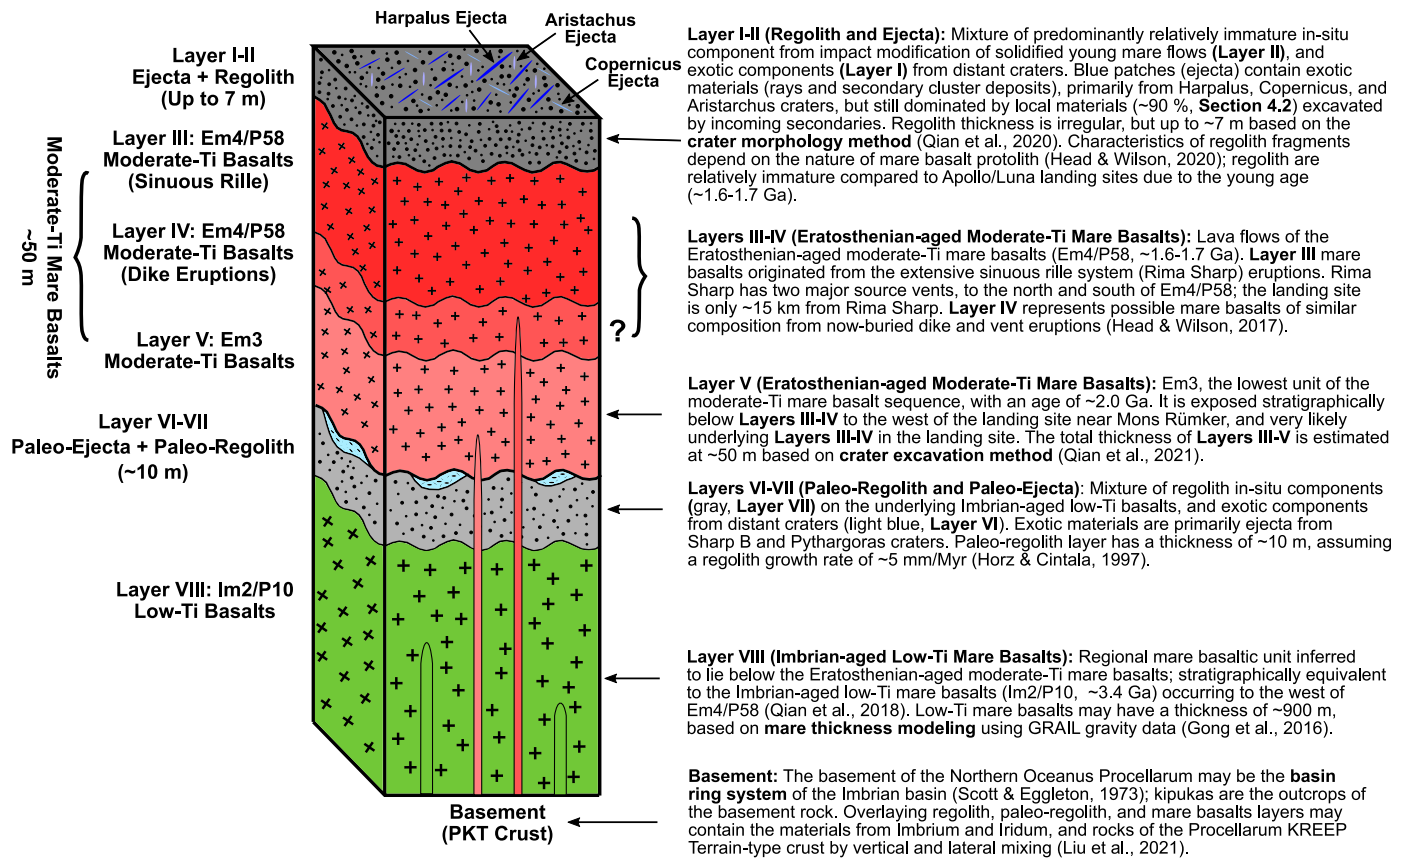 Harpalus Ejecta
Aristachus
Ejecta
Copernicus
Ejecta
Layer I-II
Ejecta + Regolith
(Up to 7 m)
Layer III: Em4/P58
Moderate-Ti Basalts
(Sinuous Rille)
Layer IV: Em4/P58
Moderate-Ti Basalts
(Dike Eruptions)
Layer V: Em3
Moderate-Ti Basalts
Moderate-Ti Mare Basalts
~50 m
Layer VI-VII
Paleo-Ejecta + Paleo-Regolith
(~10 m)
Layer VIII: Im2/P10
Low-Ti Basalts
?
Basement
(PKT Crust)
Layer I-II (Regolith and Ejecta): Mixture of predominantly relatively immature in-situ
component from impact modification of solidified young mare flows (Layer II), and
exotic components (Layer I) from distant craters. Blue patches (ejecta) contain exotic
materials (rays and secondary cluster deposits), primarily from Harpalus, Copernicus, and
Aristarchus craters, but still dominated by local materials (~90 %, Section 4.2) excavated
by incoming secondaries. Regolith thickness is irregular, but up to ~7 m based on the
crater morphology method (Qian et al., 2020). Characteristics of regolith fragments
depend on the nature of mare basalt protolith (Head & Wilson, 2020); regolith are
relatively immature compared to Apollo/Luna landing sites due to the young age
(~1.6-1.7 Ga).
Layers III-IV (Eratosthenian-aged Moderate-Ti Mare Basalts): Lava flows of the
Eratosthenian-aged moderate-Ti mare basalts (Em4/P58, ~1.6-1.7 Ga). Layer III mare
basalts originated from the extensive sinuous rille system (Rima Sharp) eruptions. Rima
Sharp has two major source vents, to the north and south of Em4/P58; the landing site
is only ~15 km from Rima Sharp. Layer IV represents possible mare basalts of similar
composition from now-buried dike and vent eruptions (Head & Wilson, 2017).
Layer V (Eratosthenian-aged Moderate-Ti Mare Basalts): Em3, the lowest unit of the
moderate-Ti mare basalt sequence, with an age of ~2.0 Ga. It is exposed stratigraphically
below Layers III-IV to the west of the landing site near Mons Rümker, and very likely
underlying Layers III-IV in the landing site. The total thickness of Layers III-V is estimated
at ~50 m based on crater excavation method (Qian et al., 2021).
Layers VI-VII (Paleo-Regolith and Paleo-Ejecta): Mixture of regolith in-situ components
(gray, Layer VII) on the underlying Imbrian-aged low-Ti basalts, and exotic components
from distant craters (light blue, Layer VI). Exotic materials are primarily ejecta from
Sharp B and Pythargoras craters. Paleo-regolith layer has a thickness of ~10 m, assuming
a regolith growth rate of ~5 mm/Myr (Horz & Cintala, 1997).
Layer VIII (Imbrian-aged Low-Ti Mare Basalts): Regional mare basaltic unit inferred
to lie below the Eratosthenian-aged moderate-Ti mare basalts; stratigraphically equivalent
to the Imbrian-aged low-Ti mare basalts (Im2/P10, ~3.4 Ga) occurring to the west of
Em4/P58 (Qian et al., 2018). Low-Ti mare basalts may have a thickness of ~900 m,
based on mare thickness modeling using GRAIL gravity data (Gong et al., 2016).
Basement: The basement of the Northern Oceanus Procellarum may be the basin
ring system of the Imbrian basin (Scott & Eggleton, 1973); kipukas are the outcrops of
the basement rock. Overlaying regolith, paleo-regolith, and mare basalts layers may
contain the materials from Imbrium and Iridum, and rocks of the Procellarum KREEP
Terrain-type crust by vertical and lateral mixing (Liu et al., 2021).